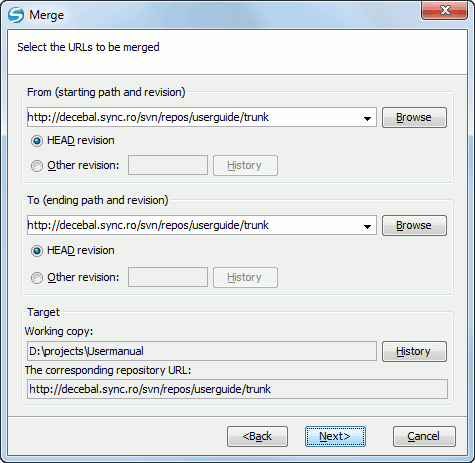 Merge
Select the URLs to be merged
From (starting path and revision)
http://decebal.sync.ro/svn/repos/userguide/trunk
Browse
HEAD revision
Other revision:
History
To (ending path and revision)
http://decebal.sync.ro/svn/repos/userguide/trunk
Browse
HEAD revision
Other revision:
History
Target
Working copy:
D:\projects\Usermanual
History
The corresponding repository URL:
http://decebal.sync.ro/svn/repos/userguide/trunk
<Back
Next>
Cancel